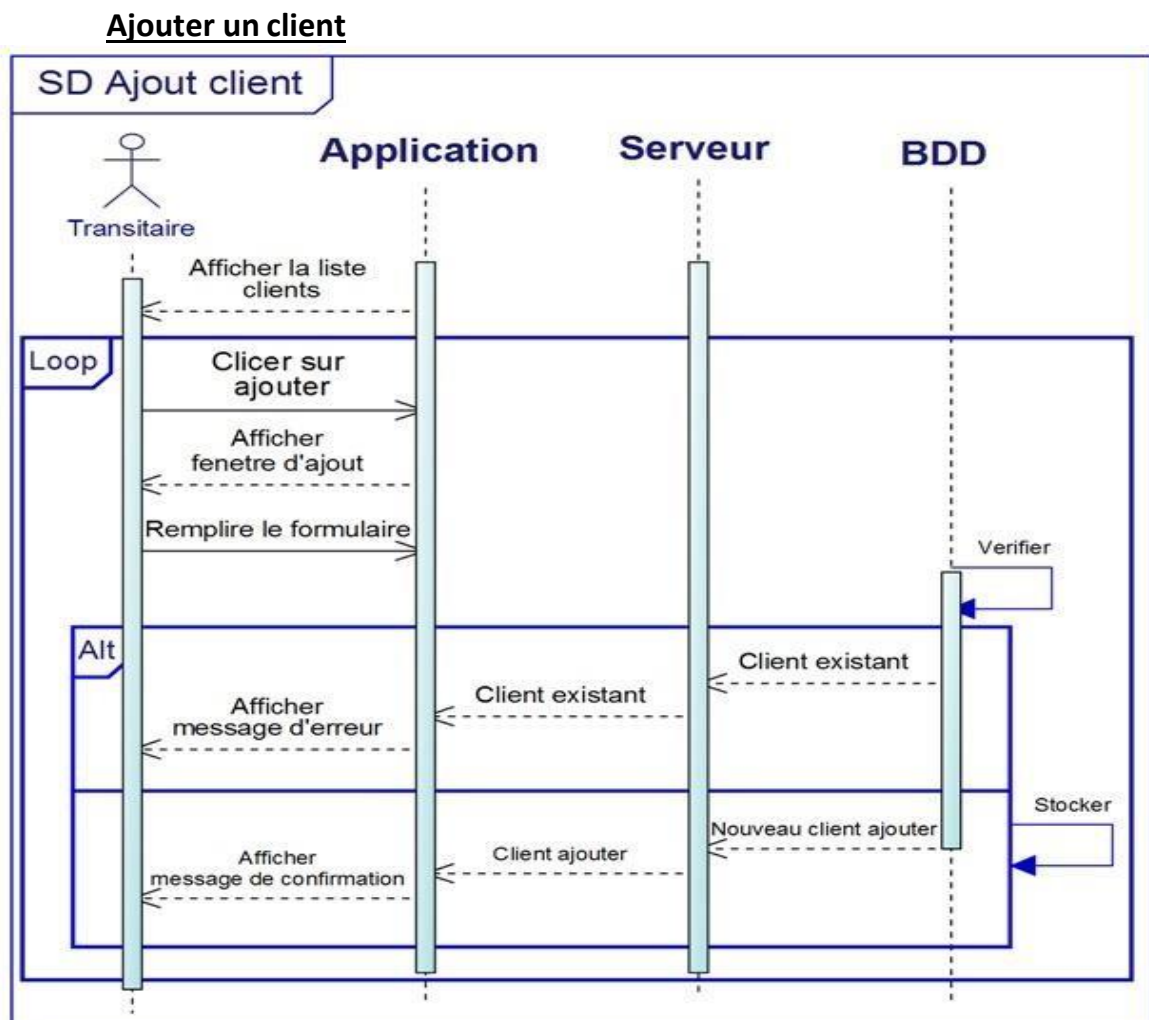 Ajouter un client
SD Ajout client
Application
Serveur
BDD
Transitaire
Afficher la liste
clients
Loop
Clicer sur
ajouter
Afficher
fenetre d'ajout
Remplire le formulaire
Verifier
Alt
Client existant
Client existant
Afficher
message d'erreur
Stocker
Nouveau client ajouter
Client ajouter
Afficher
message de confirmation